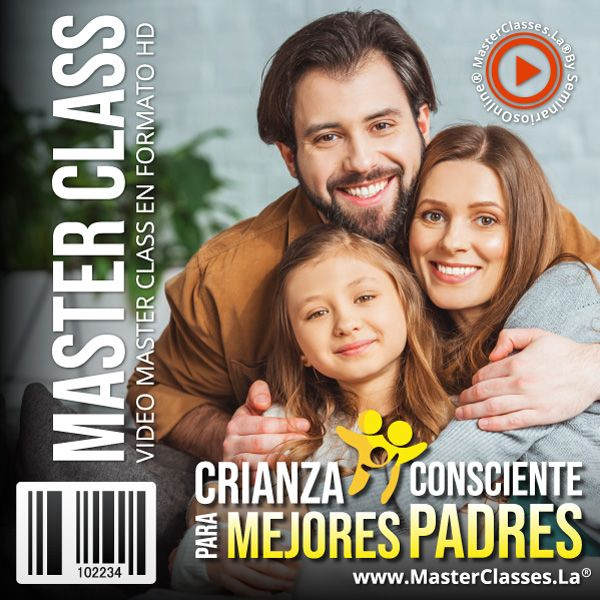 MASTER CLASS
VIDEO MASTER CLASS EN FORMATO HD
MasterClasses.La® By SeminariosOnline®
CRIANZA CONSCIENTE
PARA MEJORES PADRES
102234
www.MasterClasses.La®